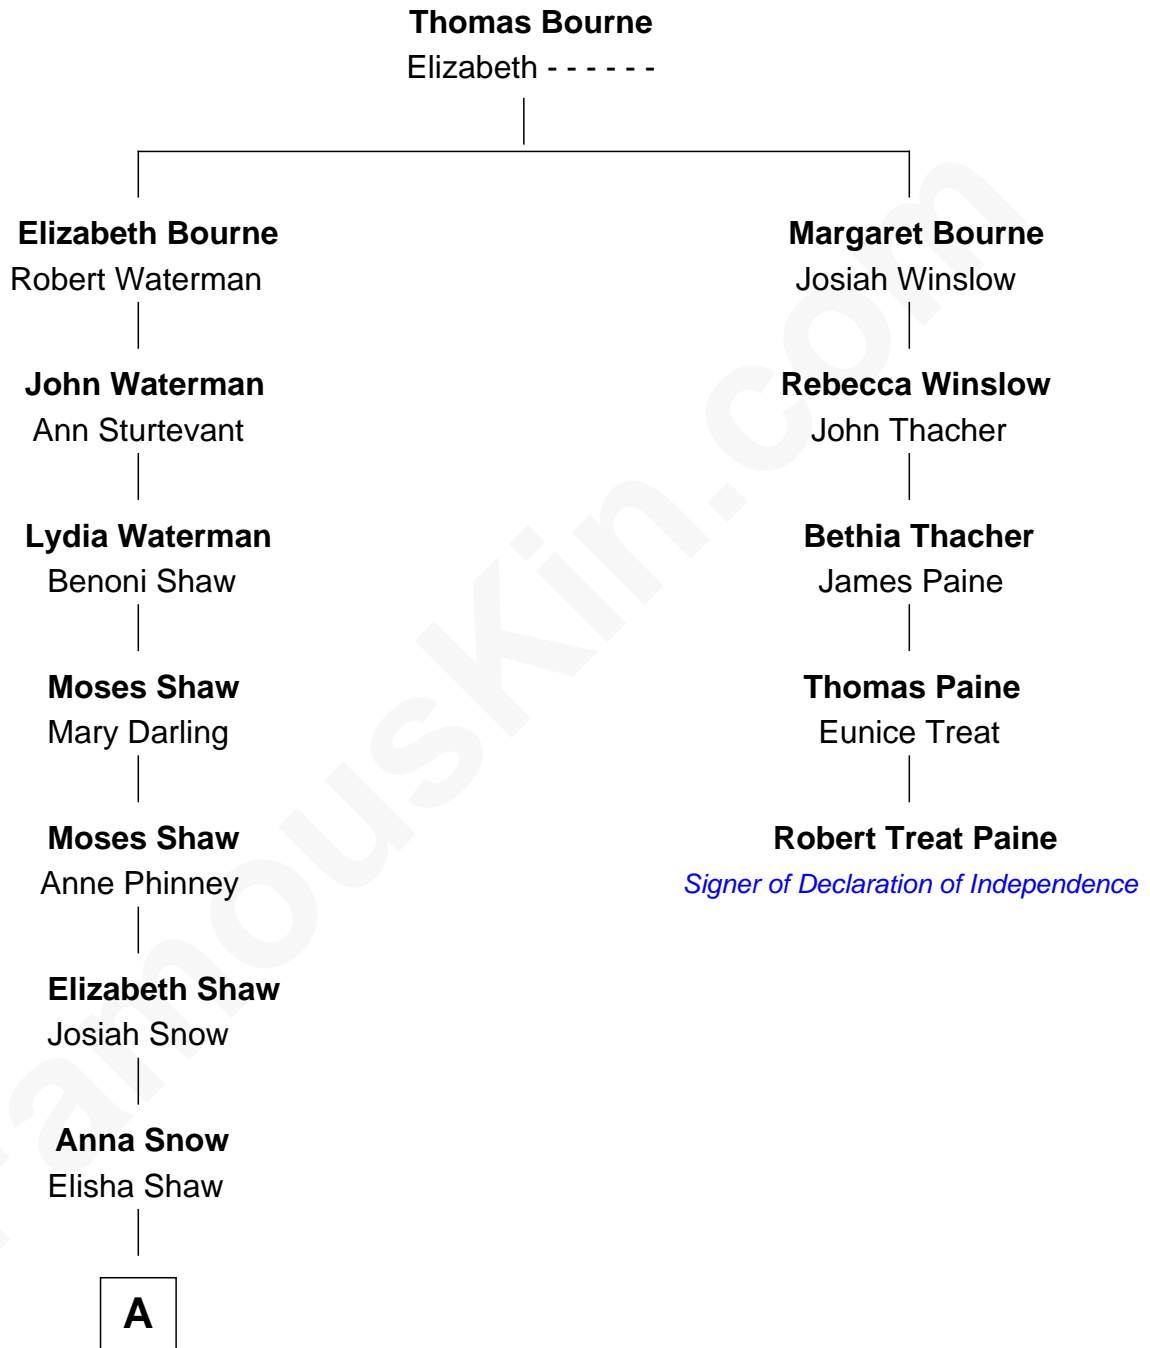 Thomas Bourne
Elizabeth - - - - - -
Elizabeth Bourne
Robert Waterman
Margaret Bourne
Josiah Winslow
John Waterman
Ann Sturtevant
Rebecca Winslow
John Thacher
Lydia Waterman
Benoni Shaw
Bethia Thacher
James Paine
Moses Shaw
Mary Darling
Thomas Paine
Eunice Treat
Moses Shaw
Anne Phinney
Robert Treat Paine
Signer of Declaration of Independence
Elizabeth Shaw
Josiah Snow
Anna Snow
Elisha Shaw
A
FamousKin.com